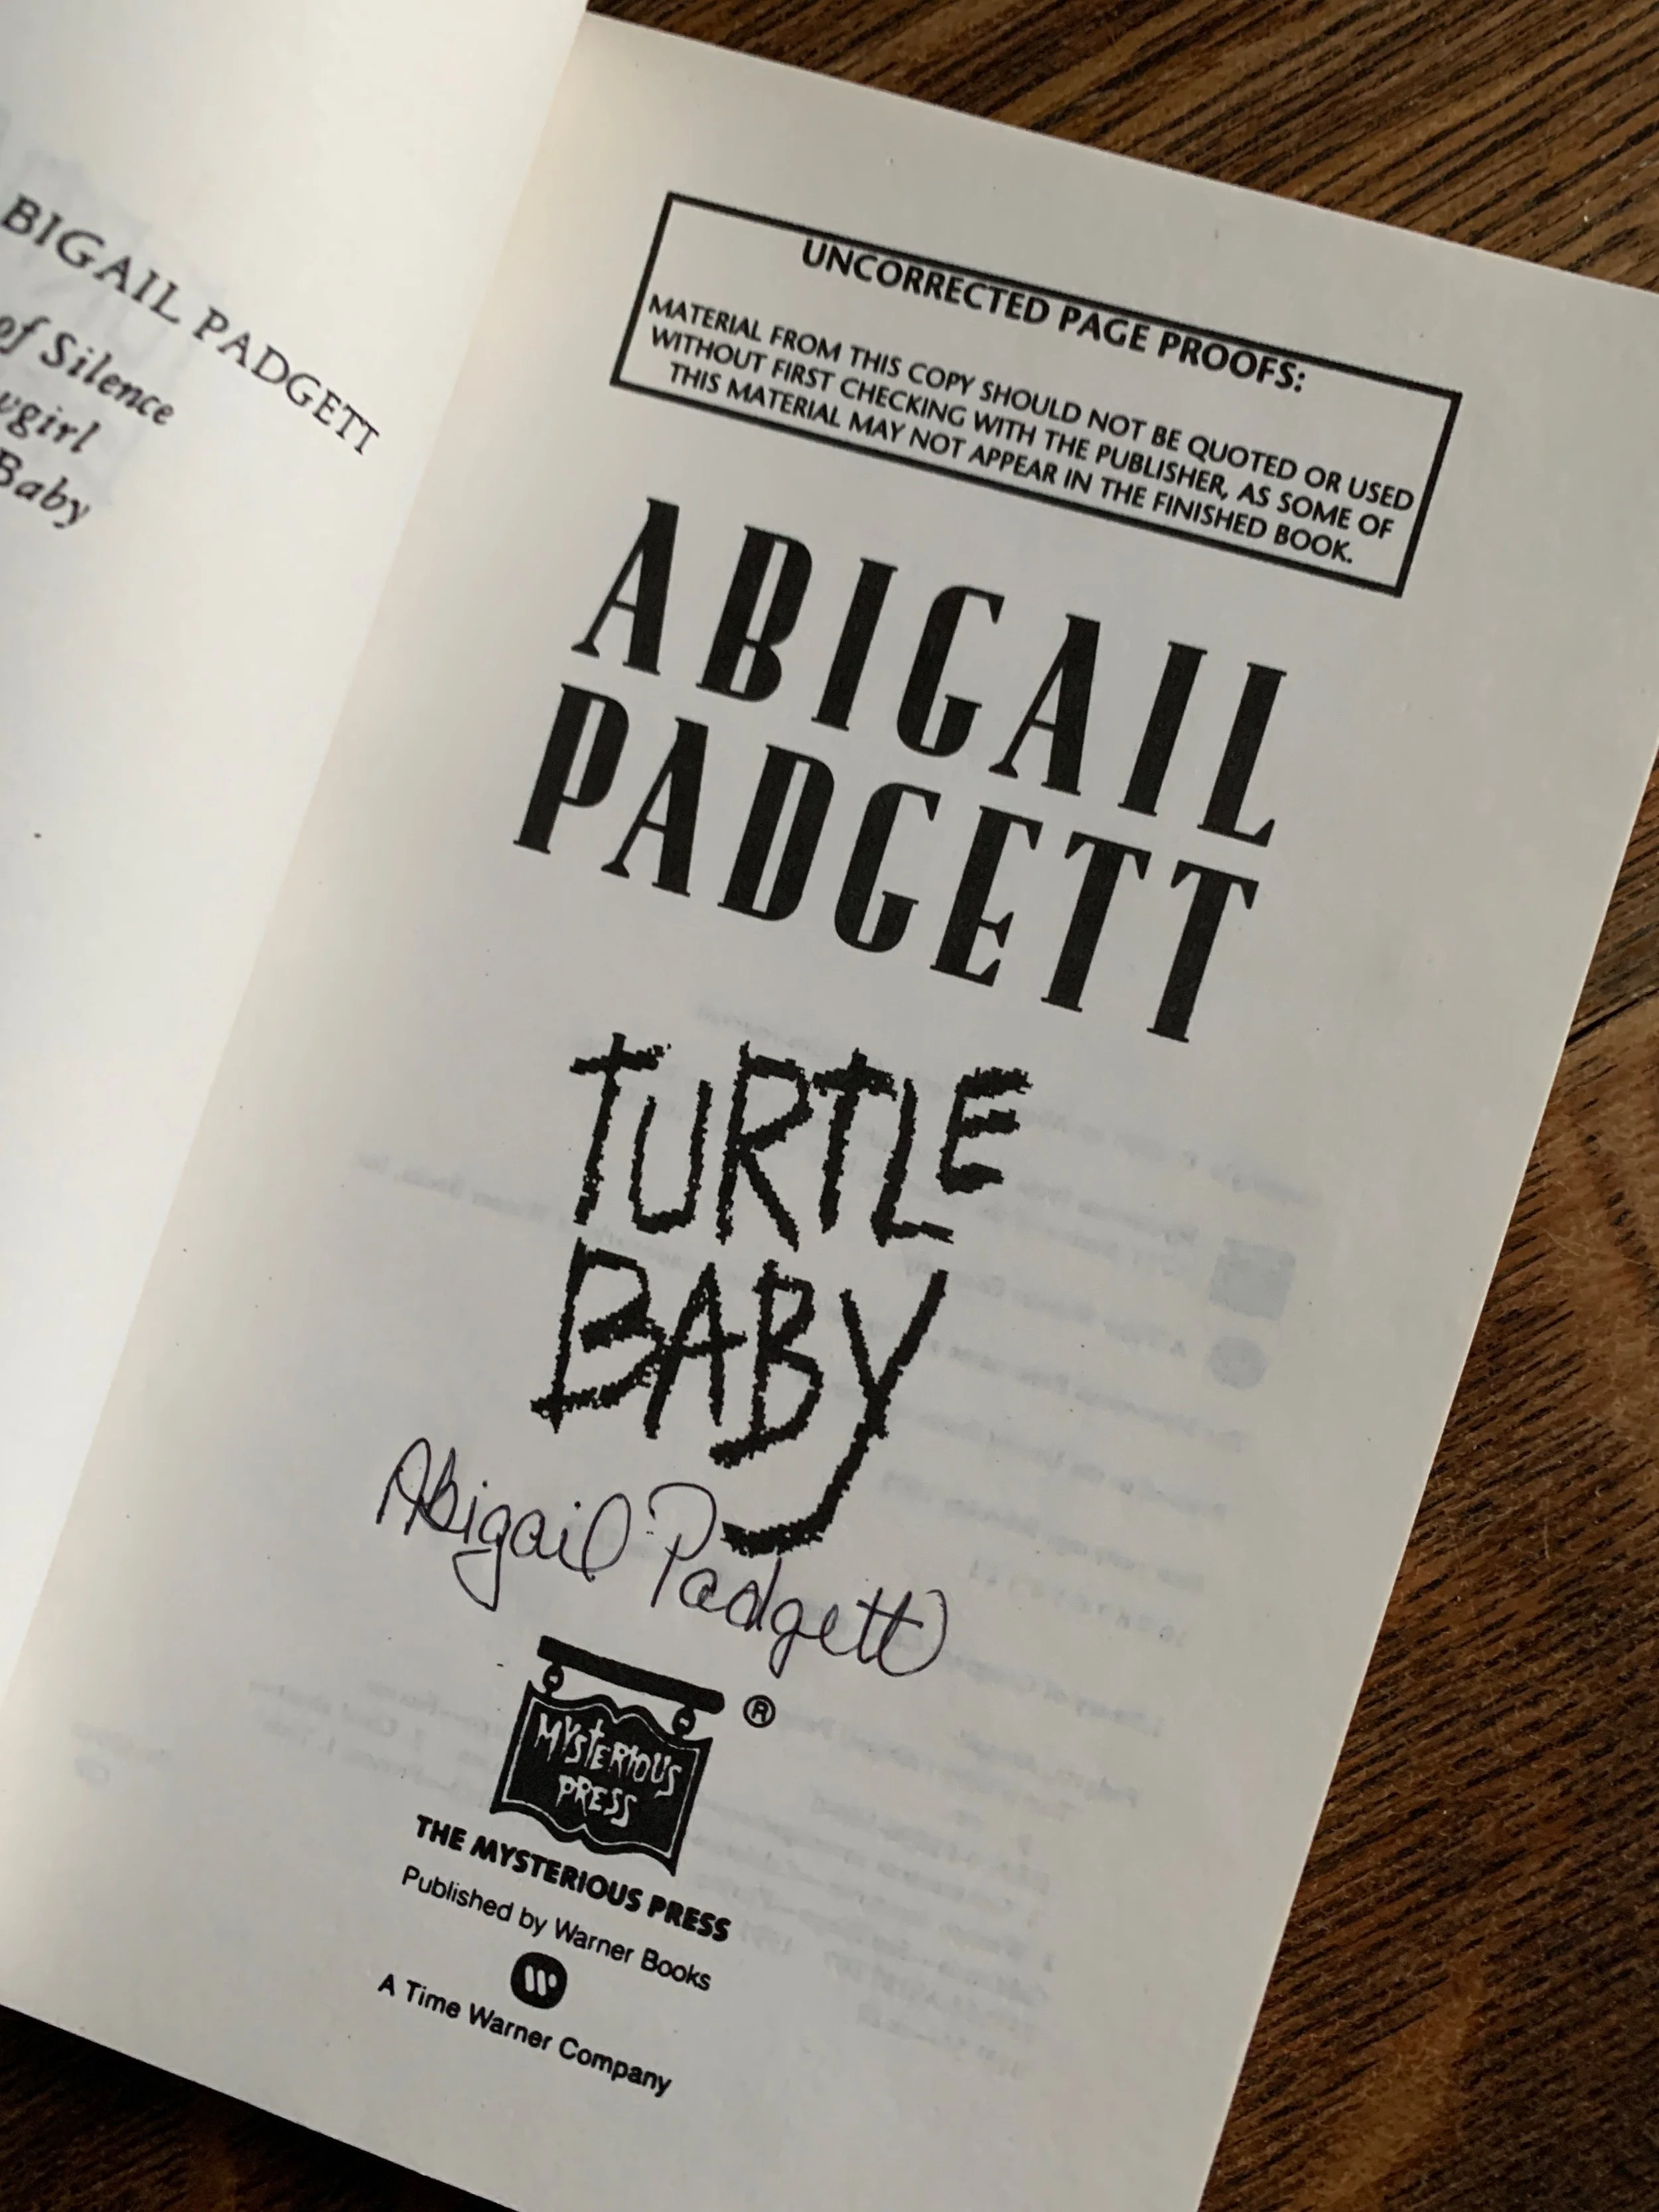 BIGAIL PADGETT
of Silence
Baby
UNCORRECTED PAGE PROOFS:
MATERIAL FROM THIS COPY SHOULD NOT BE QUOTED OR USED
WITHOUT FIRST CHECKING WITH THE PUBLISHER, AS SOME OF
THIS MATERIAL MAY NOT APPEAR IN THE FINISHED BOOK.
ABIGAIL
PADGETT
TURTLE
BABY
Abigail Padgett
MYSTERIOUS
PRESS
®
THE MYSTERIOUS PRESS
Published by Warner Books
W
A Time Warner Company